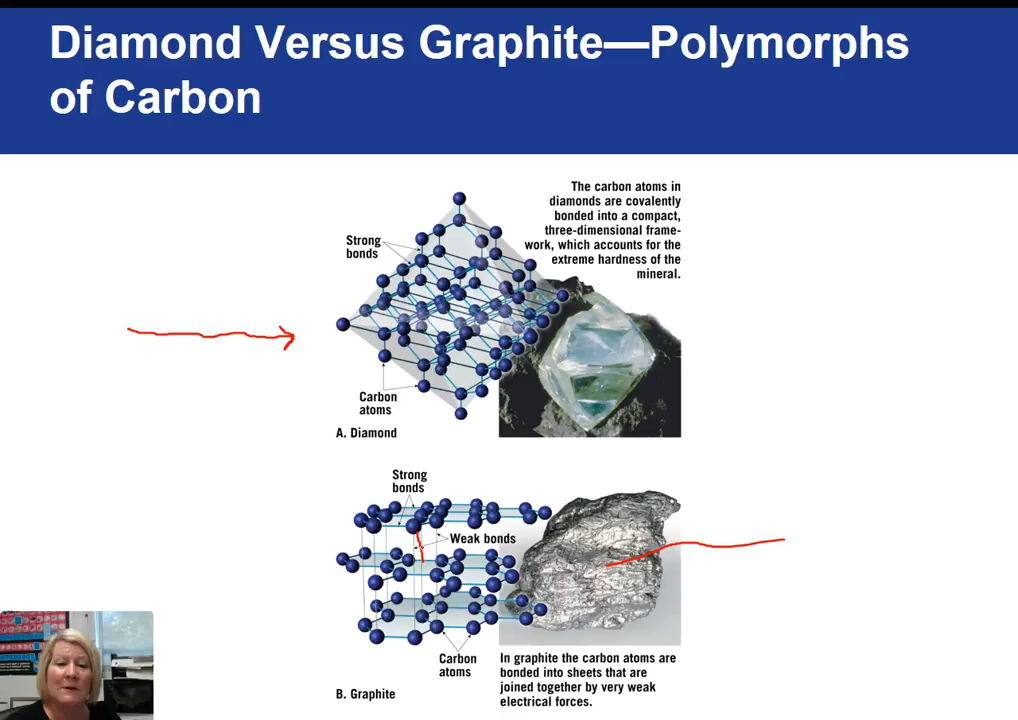 Diamond Versus Graphite—Polymorphs
of Carbon
The carbon atoms in
diamonds are covalently
bonded into a compact,
three-dimensional frame-
work, which accounts for the
extreme hardness of the
mineral.
Strong
bonds
Carbon
atoms
A. Diamond
Strong
bonds
Weak bonds
Carbon
atoms
B. Graphite
In graphite the carbon atoms are
bonded into sheets that are
joined together by very weak
electrical forces.